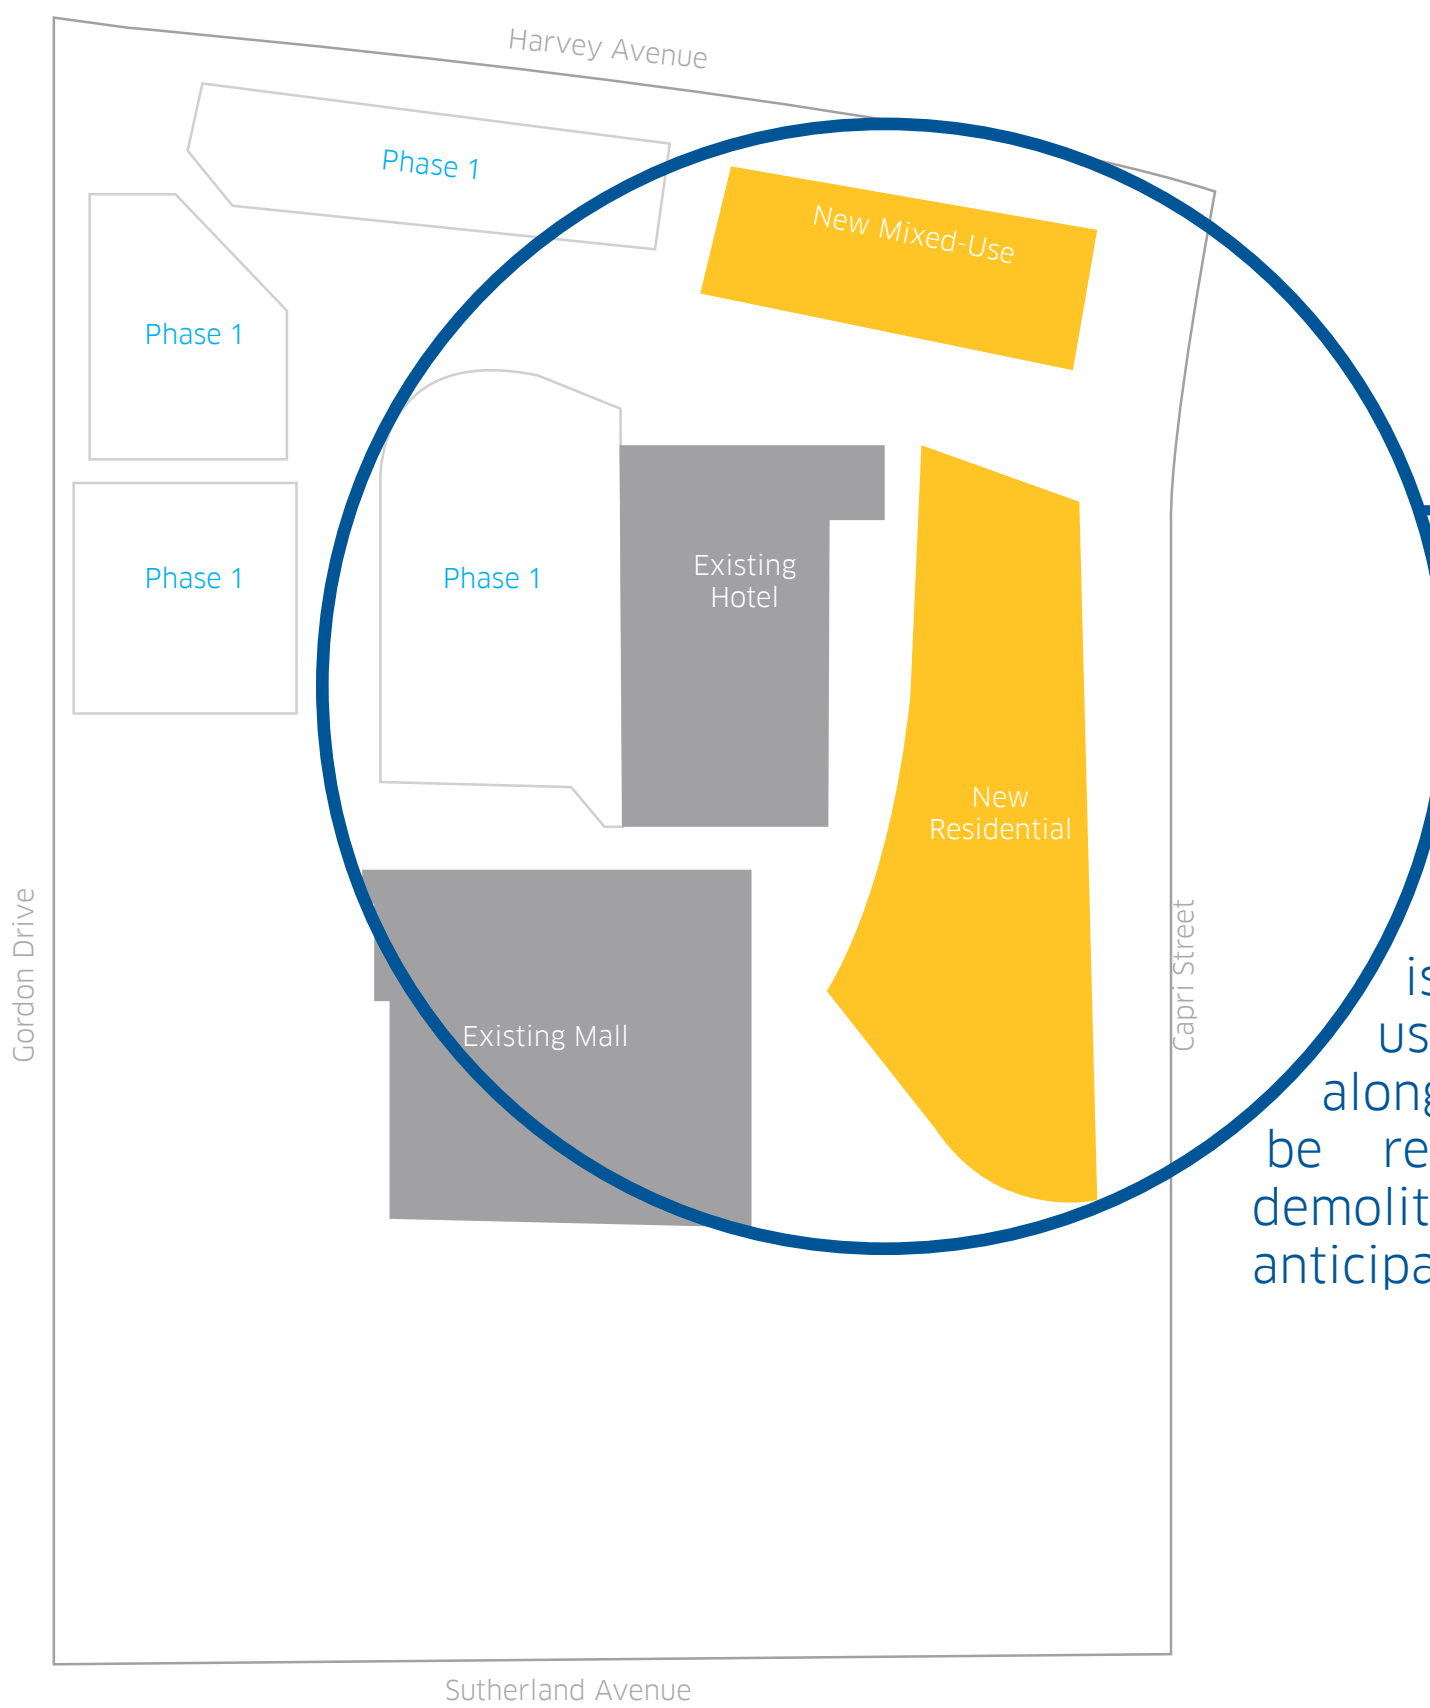 Harvey Avenue
Phase 1
New Mixed-Use
Phase 1
Phase 1
Phase 1
Existing
Hotel
New
Residential
Gordon Drive
Capri Street
Existing Mall
be
Sutherland Avenue